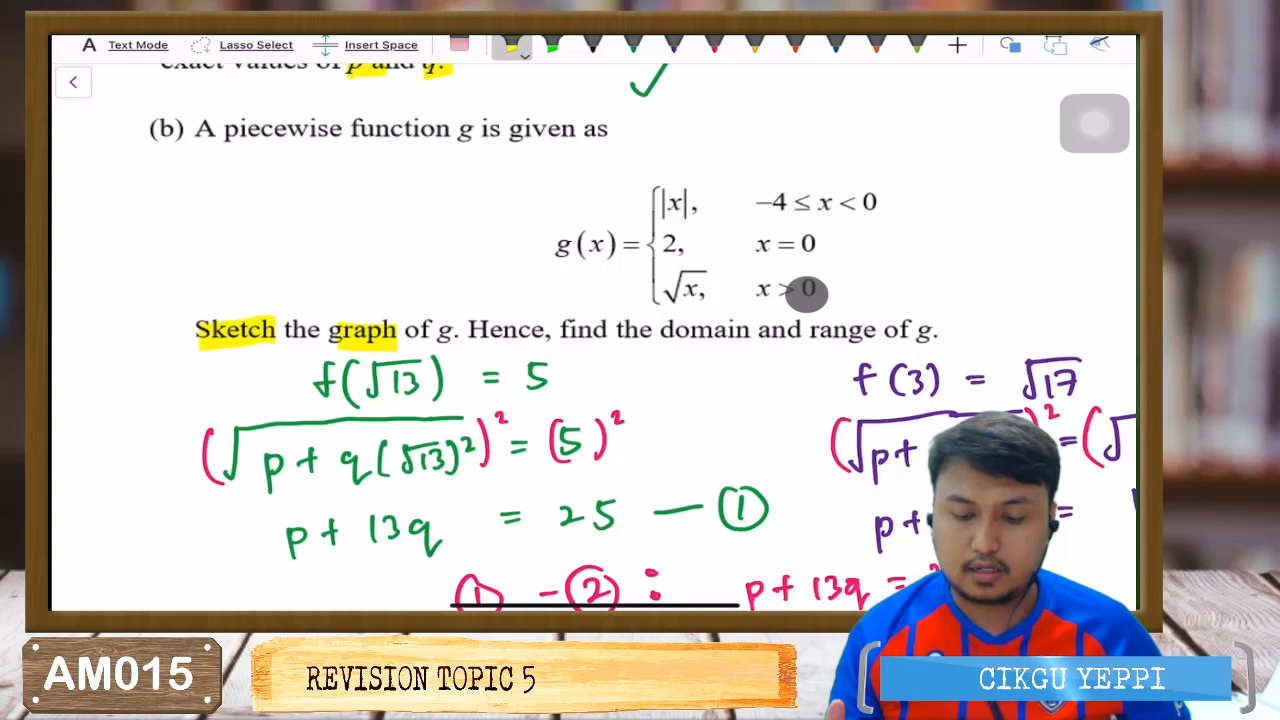 A Text Mode Lasso Select Insert Space
exact values of p and q.
(b) A piecewise function g is given as
g(x) = { |x|, −4 ≤ x < 0
2, x = 0
√x, x > 0
Sketch the graph of g. Hence, find the domain and range of g.
f(√13) = 5 f(3) = √17
(√p + q(√13)²)² = (5)² (√p+ )² = (√
p + 13q = 25 — ① p+ =
① − ② : p + 13q =
AM015
REVISION TOPIC 5
CIKGU YEPPI